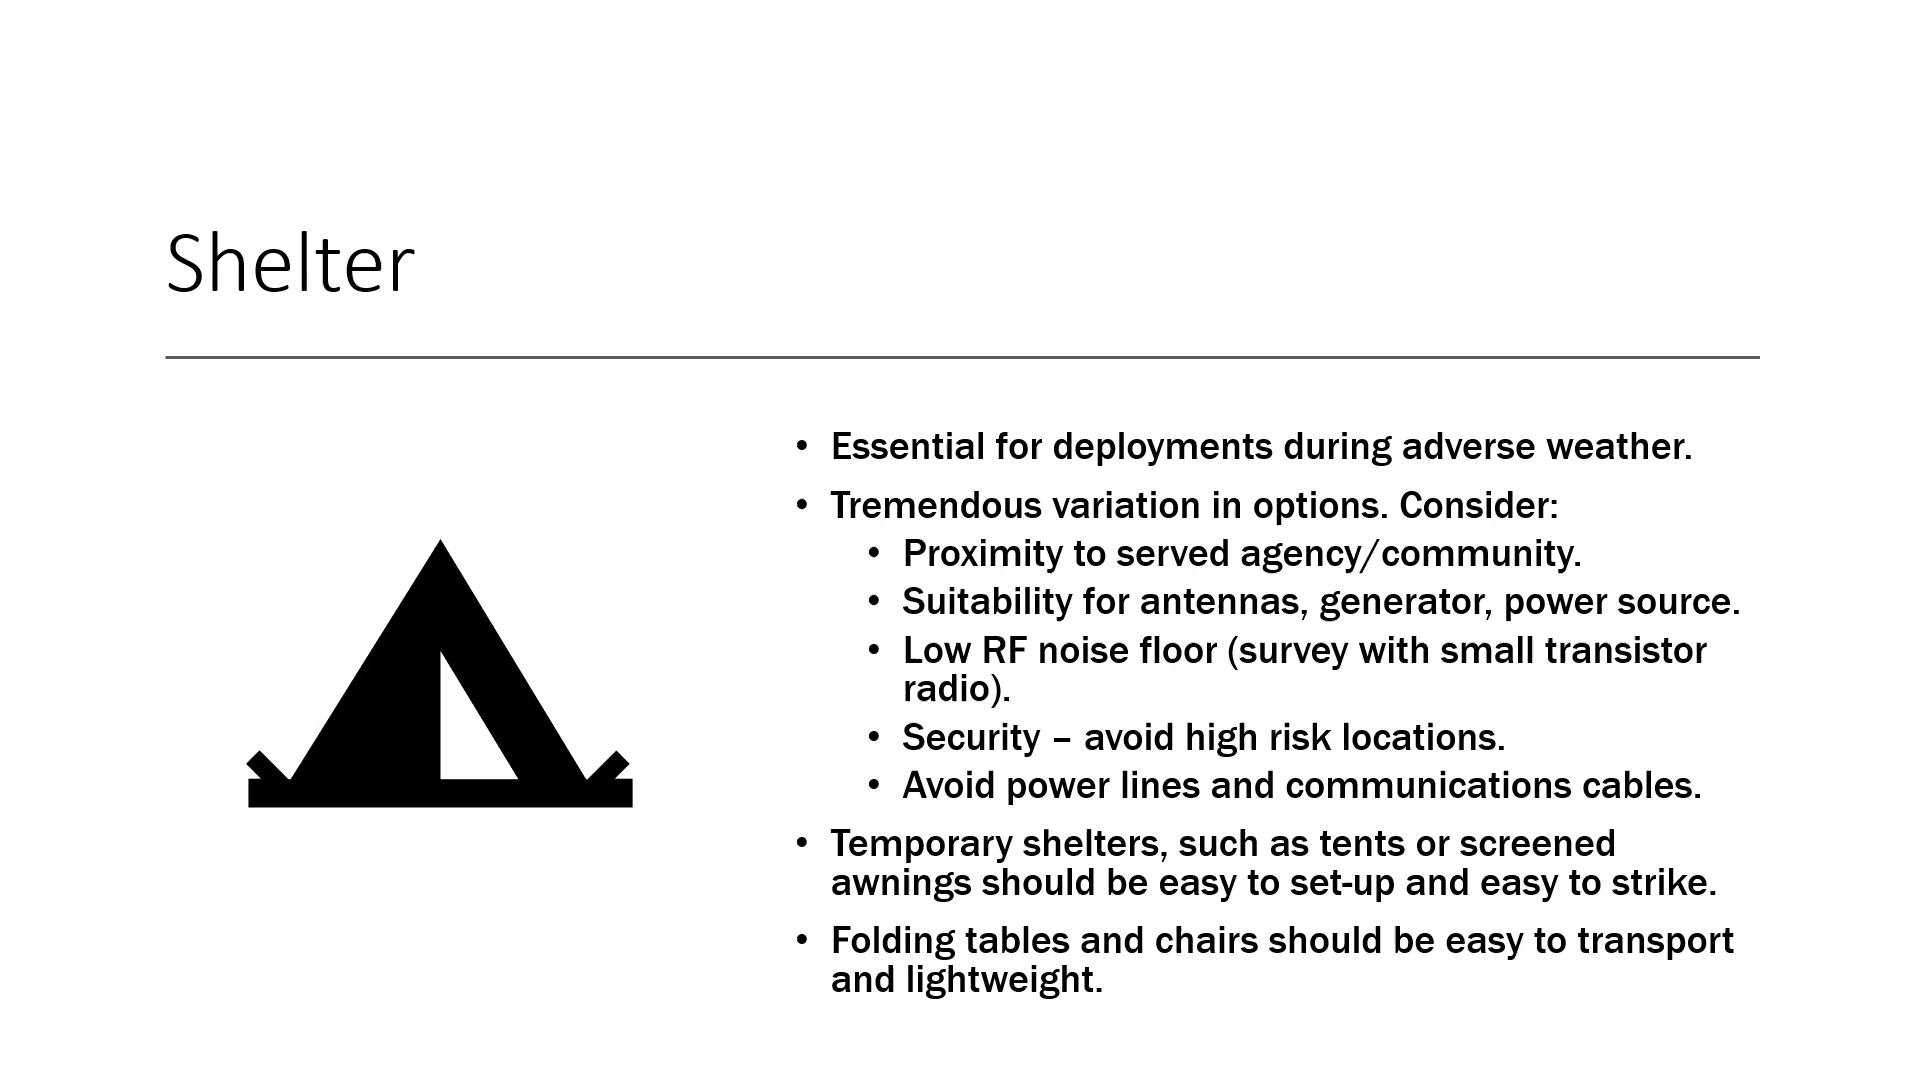 Shelter
• Essential for deployments during adverse weather.
• Tremendous variation in options. Consider:
• Proximity to served agency/community.
• Suitability for antennas, generator, power source.
• Low RF noise floor (survey with small transistor
radio).
• Security – avoid high risk locations.
• Avoid power lines and communications cables.
• Temporary shelters, such as tents or screened
awnings should be easy to set-up and easy to strike.
• Folding tables and chairs should be easy to transport
and lightweight.